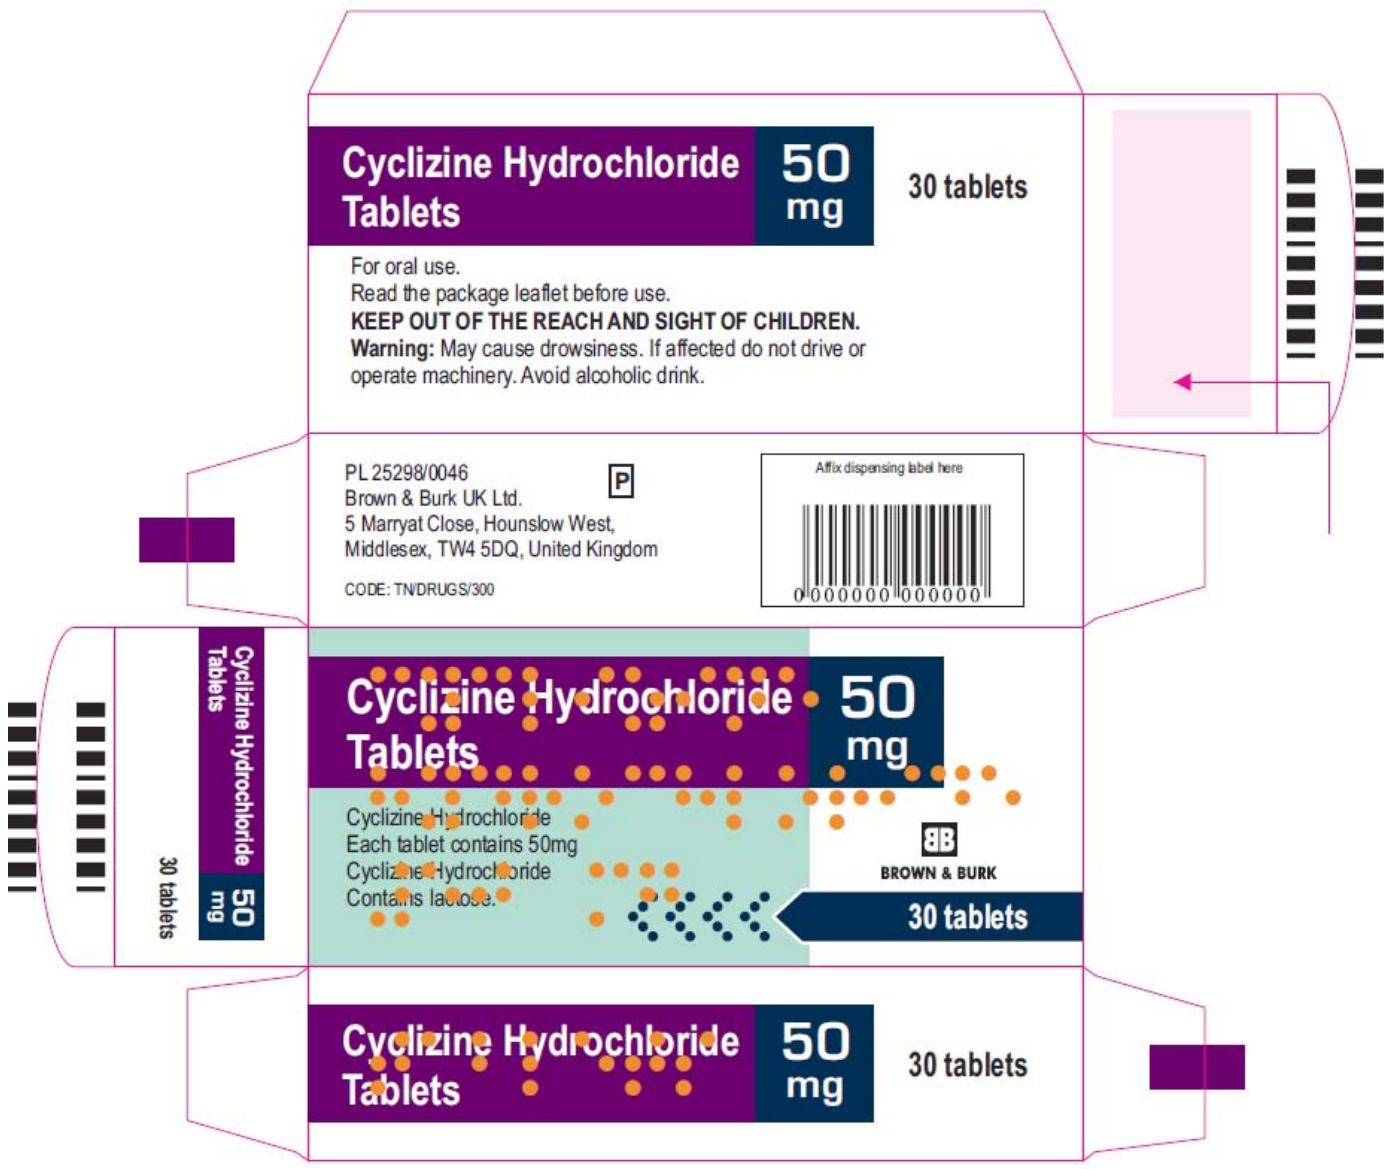 Cyclizine Hydrochloride
Tablets
50
mg
30 tablets
For oral use.
Read the package leaflet before use.
KEEP OUT OF THE REACH AND SIGHT OF CHILDREN.
Warning: May cause drowsiness. If affected do not drive or
operate machinery. Avoid alcoholic drink.
PL 25298/0046
Brown & Burk UK Ltd.
5 Marryat Close, Hounslow West,
Middlesex, TW4 5DQ, United Kingdom
CODE: TN/DRUGS/300
P
Affix dispensing label here
0 000000 000000
Cyclizine Hydrochloride
Tablets
50
mg
30 tablets
Cyclizine Hydrochloride
Tablets
50
mg
Cyclizine Hydrochloride
Each tablet contains 50mg
Cyclizine Hydrochloride
Contains lactose.
BB
BROWN & BURK
30 tablets
Cyclizine Hydrochloride
Tablets
50
mg
30 tablets